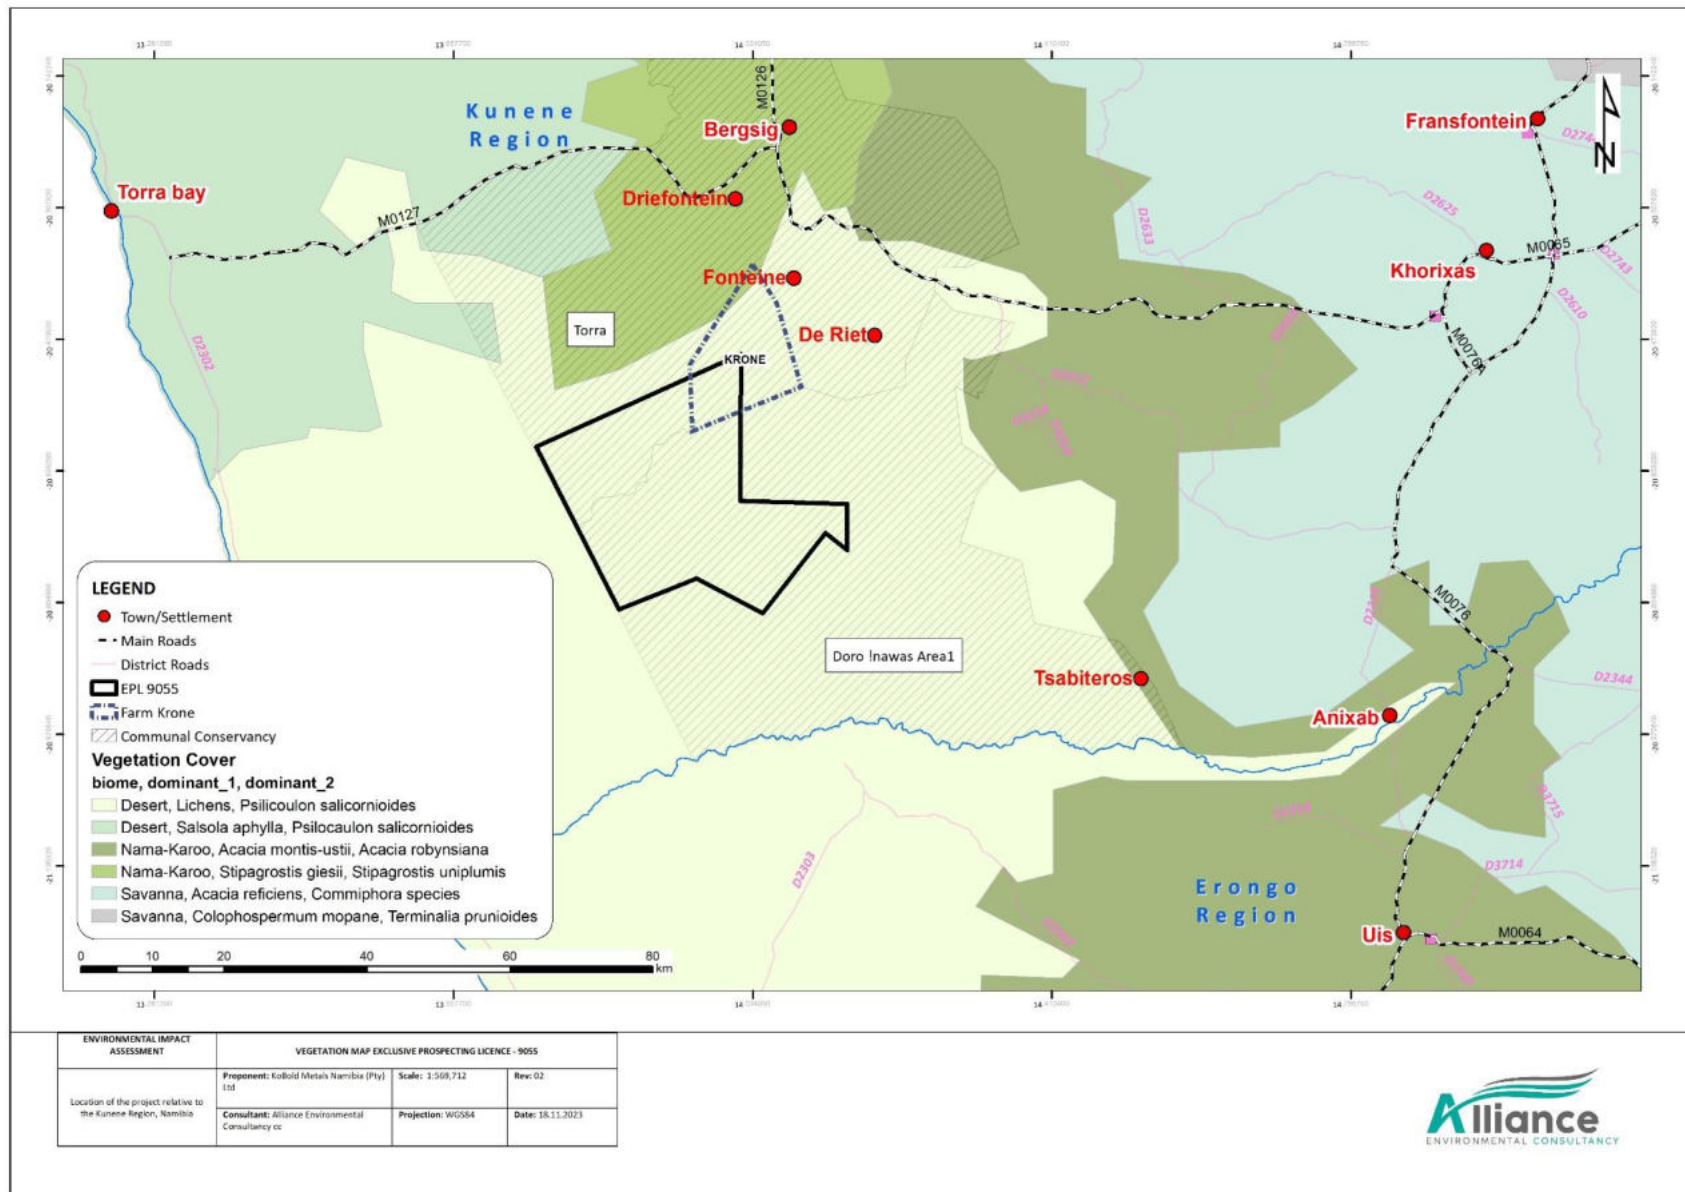 Kunene
Region
M0126
Bergsig
Fransfontein
Torra bay
Driefontein
D2625
D2633
M0127
M0065
D2743
Khorixas
Fonteine
D2610
Torra
De Riet
D2302
KRONE
M0076
LEGEND
Town/Settlement
Main Roads
District Roads
EPL 9055
Farm Krone
Communal Conservancy
Vegetation Cover
biome, dominant_1, dominant_2
Desert, Lichens, Psilicoulon salicornioides
Desert, Salsola aphylla, Psilocaulon salicornioides
Nama-Karoo, Acacia montis-ustii, Acacia robynsiana
Nama-Karoo, Stipagrostis giesii, Stipagrostis uniplumis
Savanna, Acacia reficiens, Commiphora species
Savanna, Colophospermum mopane, Terminalia prunioides
0 10 20 40 60 80
km
M0076
Doro !nawas Area1
Tsabiteros
D2344
Anixab
D3715
D2303
D3714
Erongo
Region
Uis
M0064
N
ENVIRONMENTAL IMPACT
ASSESSMENT
VEGETATION MAP EXCLUSIVE PROSPECTING LICENCE - 9055
Location of the project relative to
the Kunene Region, Namibia
Proponent: KoBold Metals Namibia (Pty)
Ltd
Scale: 1:569,712
Rev: 02
Consultant: Alliance Environmental
Consultancy cc
Projection: WGS84
Date: 18.11.2023
Alliance
ENVIRONMENTAL CONSULTANCY